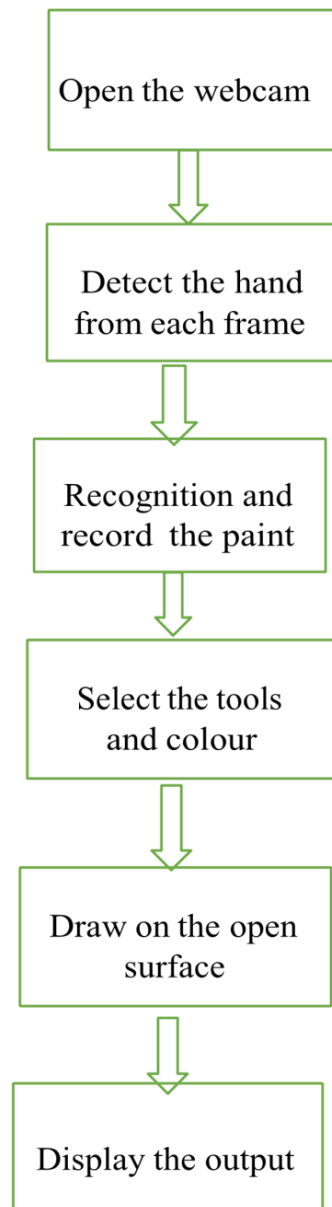 Open the webcam
Detect the hand
from each frame
Recognition and
record the paint
Select the tools
and colour
Draw on the open
surface
Display the output